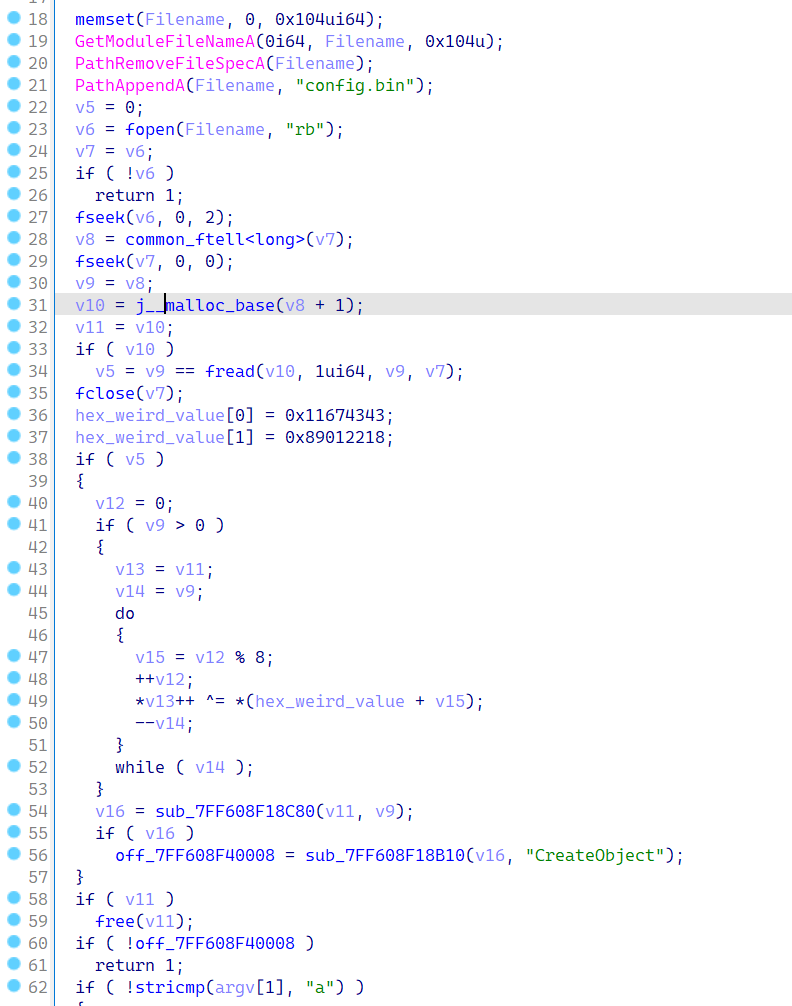 18 memset(Filename, 0, 0x104ui64);
19 GetModuleFileNameA(0i64, Filename, 0x104u);
20 PathRemoveFileSpecA(Filename);
21 PathAppendA(Filename, "config.bin");
22 v5 = 0;
23 v6 = fopen(Filename, "rb");
24 v7 = v6;
25 if ( !v6 )
26 return 1;
27 fseek(v6, 0, 2);
28 v8 = common_ftell<long>(v7);
29 fseek(v7, 0, 0);
30 v9 = v8;
31 v10 = j__malloc_base(v8 + 1);
32 v11 = v10;
33 if ( v10 )
34 v5 = v9 == fread(v10, 1ui64, v9, v7);
35 fclose(v7);
36 hex_weird_value[0] = 0x11674343;
37 hex_weird_value[1] = 0x89012218;
38 if ( v5 )
39 {
40 v12 = 0;
41 if ( v9 > 0 )
42 {
43 v13 = v11;
44 v14 = v9;
45 do
46 {
47 v15 = v12 % 8;
48 ++v12;
49 *v13++ ^= *(hex_weird_value + v15);
50 --v14;
51 }
52 while ( v14 );
53 }
54 v16 = sub_7FF608F18C80(v11, v9);
55 if ( v16 )
56 off_7FF608F40008 = sub_7FF608F18B10(v16, "CreateObject");
57 }
58 if ( v11 )
59 free(v11);
60 if ( !off_7FF608F40008 )
61 return 1;
62 if ( !stricmp(argv[1], "a") )